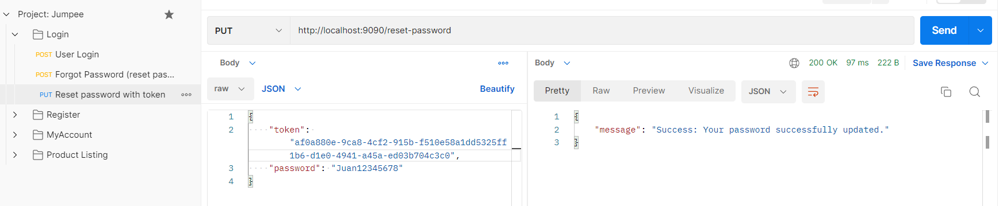 Project: Jumpee
Login
POST User Login
POST Forgot Password (reset pas...
PUT Reset password with token
Register
MyAccount
Product Listing
PUT http://localhost:9090/reset-password Send
Body
raw JSON Beautify
1 {
2 "token":
"af0a880e-9ca8-4cf2-915b-f510e58a1dd5325ff
1b6-d1e0-4941-a45a-ed03b704c3c0",
3 "password": "Juan12345678"
4 }
Body 200 OK 97 ms 222 B Save Response
Pretty Raw Preview Visualize JSON
1 {
2 "message": "Success: Your password successfully updated."
3 }